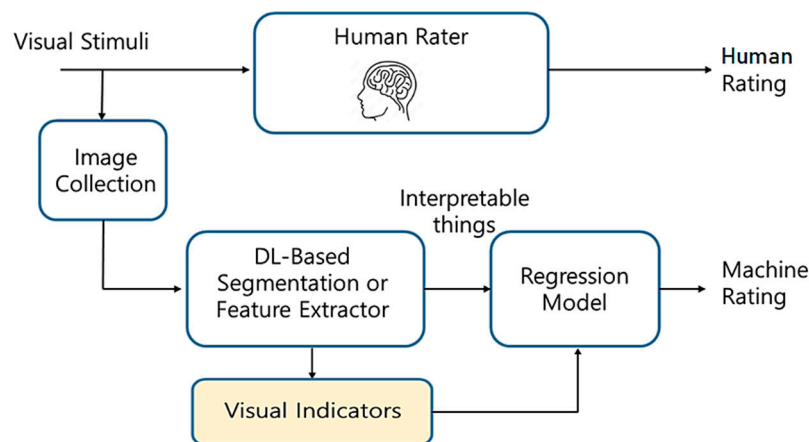 Visual Stimuli
Human Rater
Human
Rating
Image
Collection
Interpretable
things
DL-Based
Segmentation or
Feature Extractor
Regression
Model
Machine
Rating
Visual Indicators